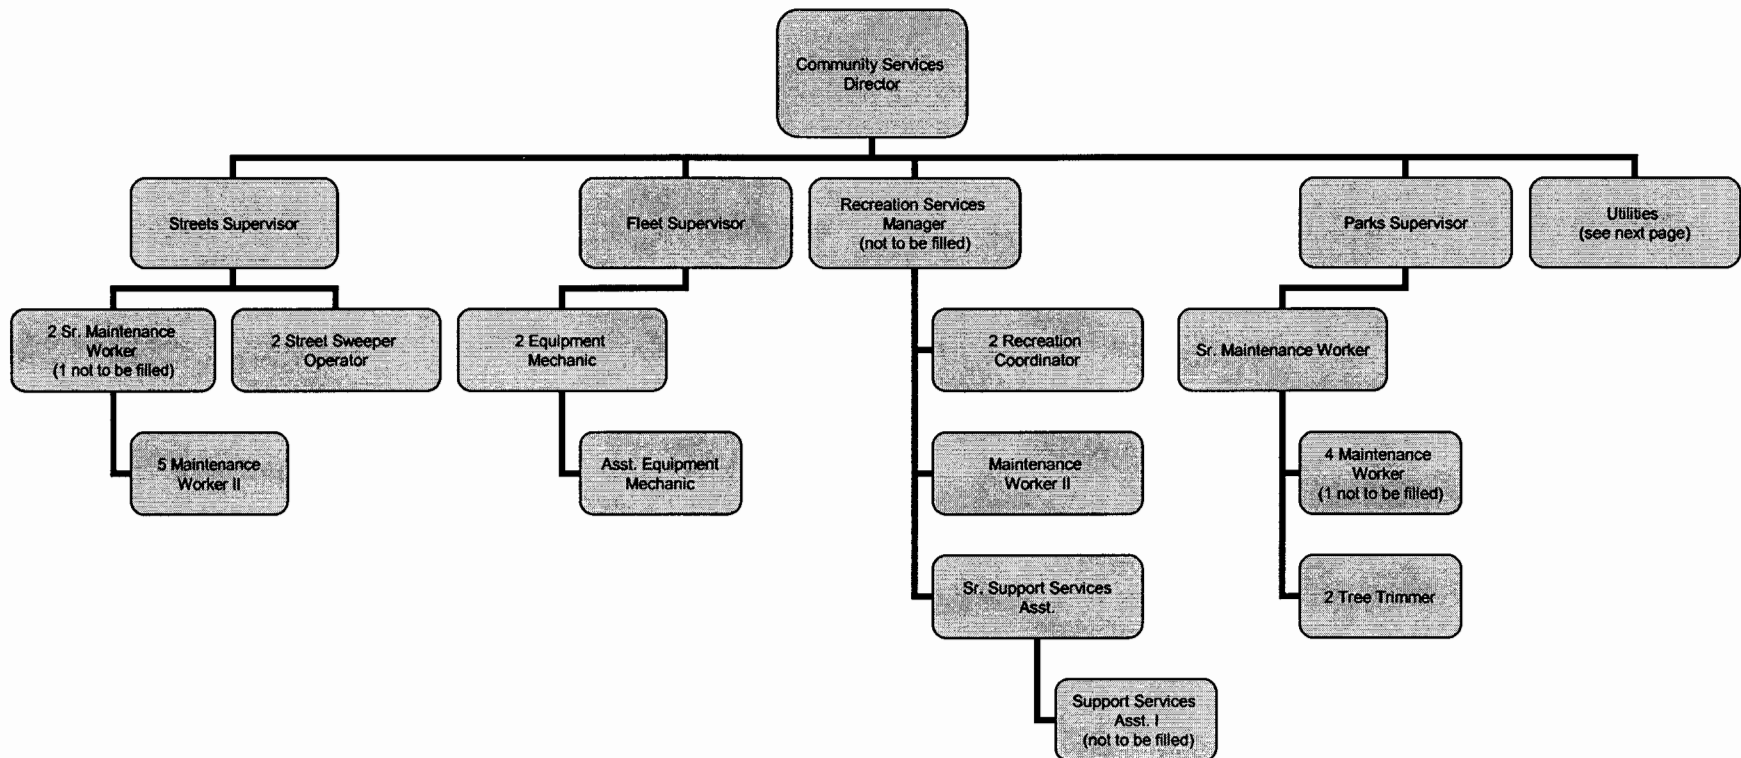 Community Services
Director
Streets Supervisor
Fleet Supervisor
Recreation Services
Manager
(not to be filled)
Parks Supervisor
Utilities
(see next page)
2 Sr. Maintenance
Worker
(1 not to be filled)
2 Street Sweeper
Operator
2 Equipment
Mechanic
2 Recreation
Coordinator
Sr. Maintenance Worker
5 Maintenance
Worker II
Asst. Equipment
Mechanic
Maintenance
Worker II
4 Maintenance
Worker
(1 not to be filled)
Sr. Support Services
Asst.
2 Tree Trimmer
Support Services
Asst. I
(not to be filled)